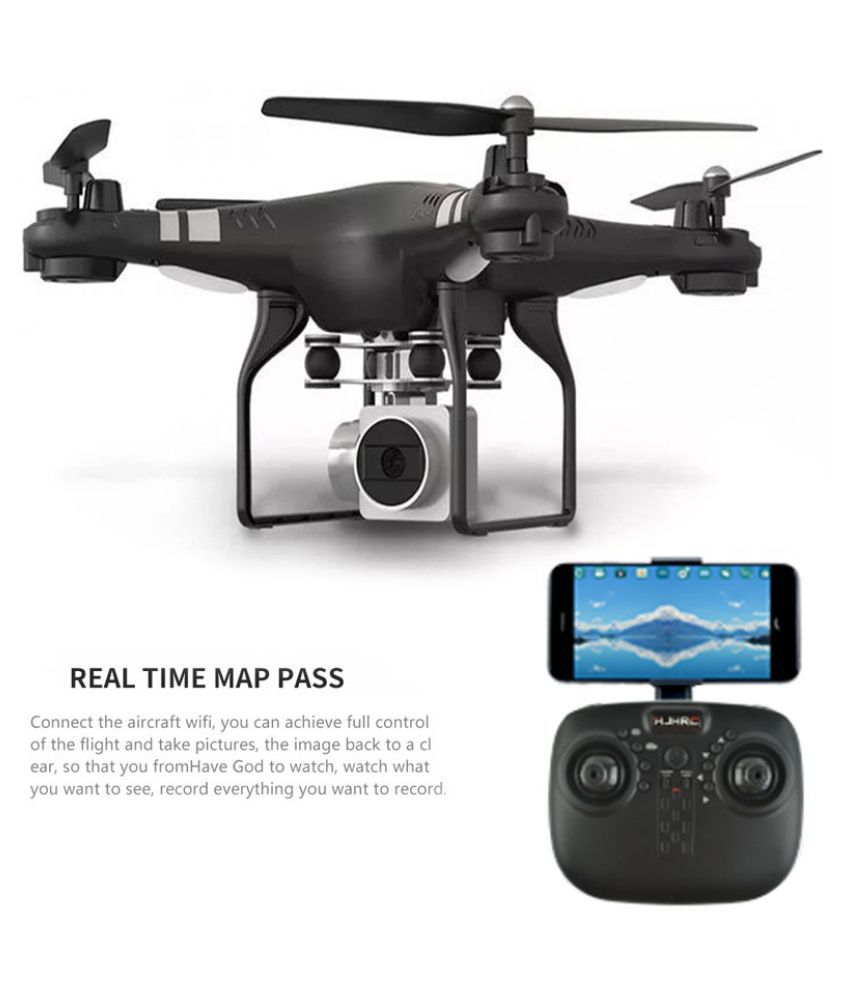 REAL TIME MAP PASS
Connect the aircraft wifi, you can achieve full control
of the flight and take pictures, the image back to a cl
ear, so that you fromHave God to watch, watch what
you want to see, record everything you want to record.
HJHRC